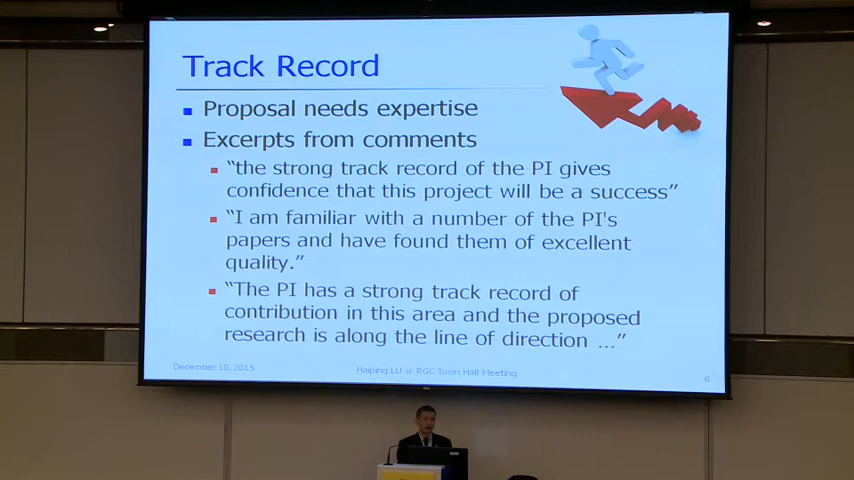 Track Record
Proposal needs expertise
Excerpts from comments
“the strong track record of the PI gives
confidence that this project will be a success”
“I am familiar with a number of the PI's
papers and have found them of excellent
quality.”
“The PI has a strong track record of
contribution in this area and the proposed
research is along the line of direction ...”
December 10, 2015
Haiping LU @ RGC Town Hall Meeting
6